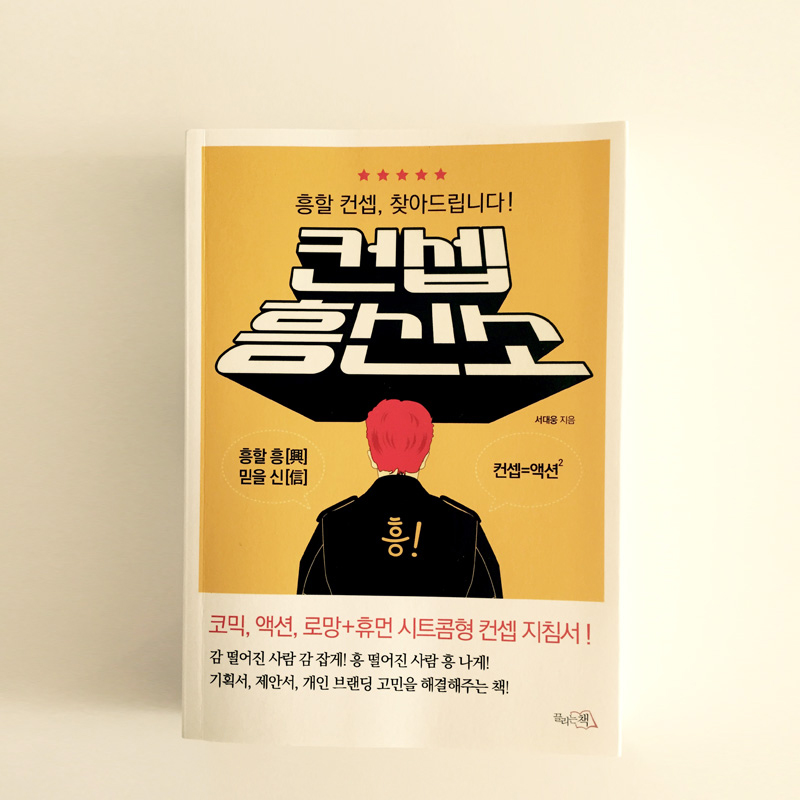 흥할 컨셉, 찾아드립니다!
컨셉
흥신소
서대웅 지음
흥할 흥[興]
믿을 신[信]
컨셉=액션²
흥!
코믹, 액션, 로망+휴먼 시트콤형 컨셉 지침서!
감 떨어진 사람 감 잡게! 흥 떨어진 사람 흥 나게!
기획서, 제안서, 개인 브랜딩 고민을 해결해주는 책!
끌리는책